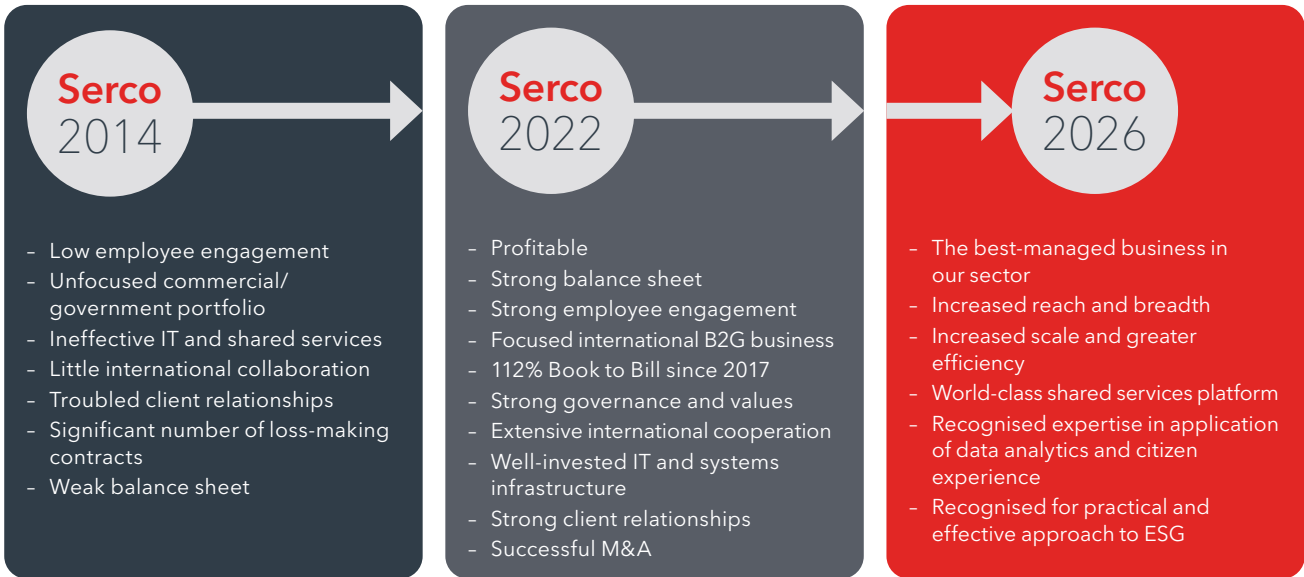 Serco
2014
– Low employee engagement
– Unfocused commercial/
government portfolio
– Ineffective IT and shared services
– Little international collaboration
– Troubled client relationships
– Significant number of loss-making
contracts
– Weak balance sheet
Serco
2022
– Profitable
– Strong balance sheet
– Strong employee engagement
– Focused international B2G business
– 112% Book to Bill since 2017
– Strong governance and values
– Extensive international cooperation
– Well-invested IT and systems
infrastructure
– Strong client relationships
– Successful M&A
Serco
2026
– The best-managed business in
our sector
– Increased reach and breadth
– Increased scale and greater
efficiency
– World-class shared services platform
– Recognised expertise in application
of data analytics and citizen
experience
– Recognised for practical and
effective approach to ESG